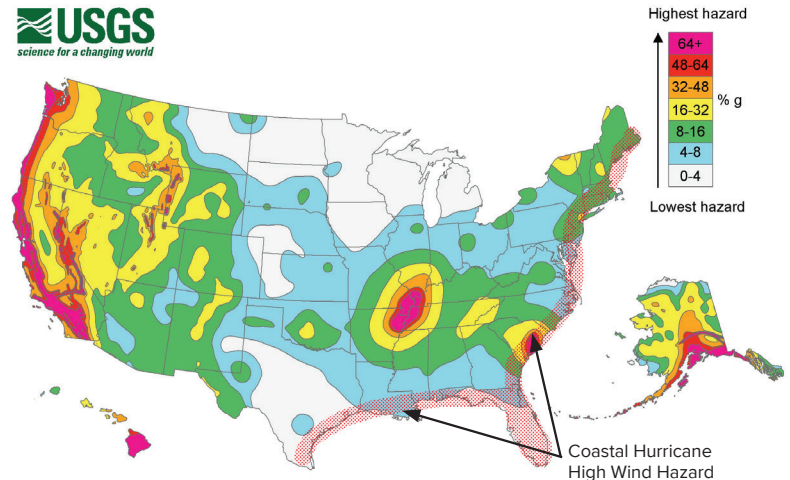 USGS
science for a changing world
Highest hazard
64+
48-64
32-48
16-32
8-16
4-8
0-4
% g
Lowest hazard
Coastal Hurricane
High Wind Hazard